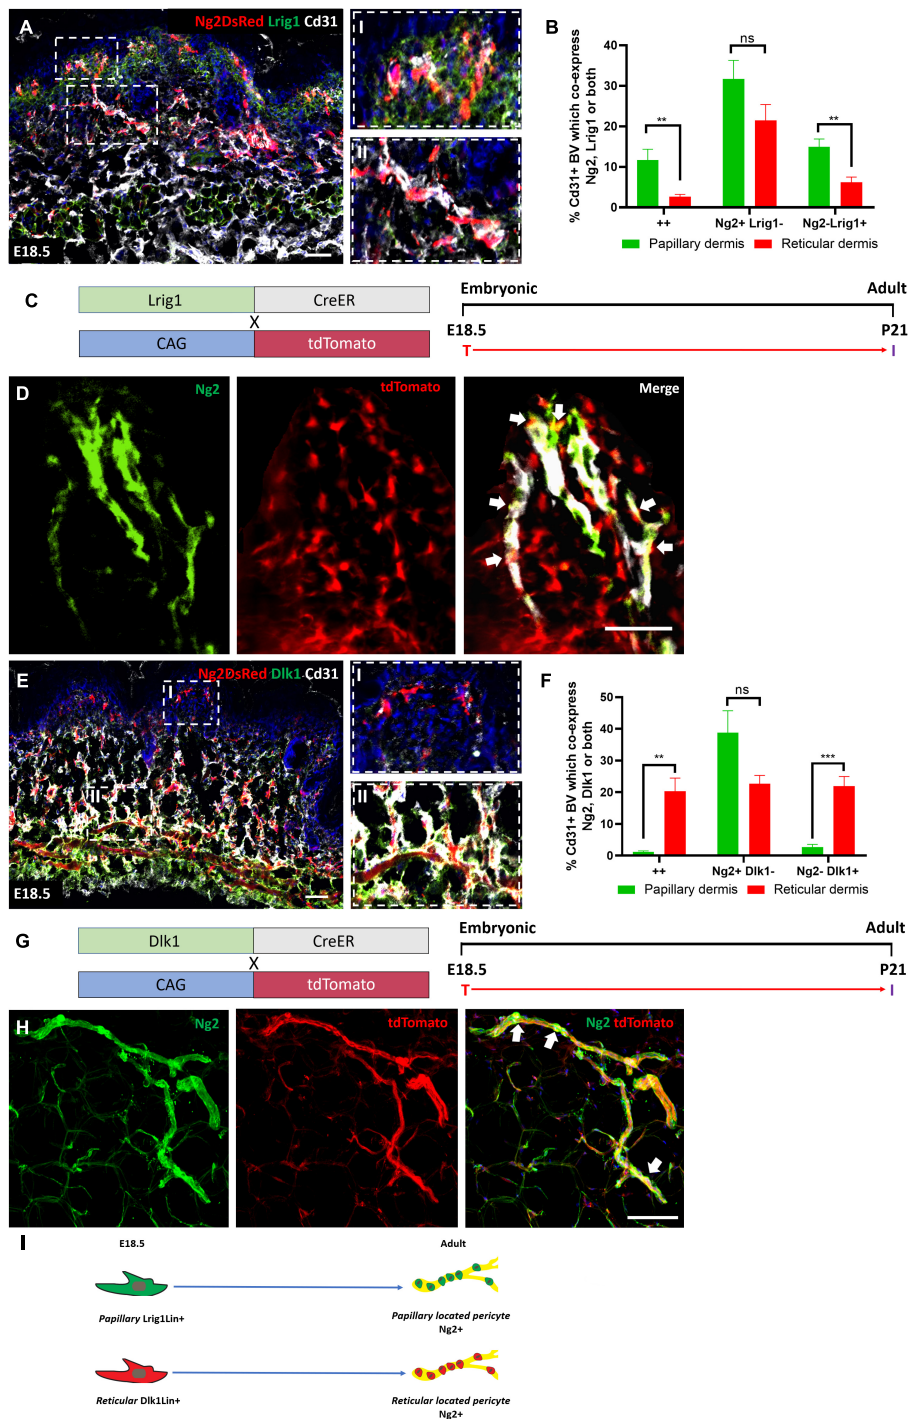 A
Ng2DsRed Lrig1 Cd31
I
II
E18.5
B
% Cd31+ BV which co-express
Ng2, Lrig1 or both
40
30
20
10
0
**
ns
**
++
Ng2+ Lrig1-
Ng2-Lrig1+
Papillary dermis
Reticular dermis
C
Lrig1
CreER
X
CAG
tdTomato
Embryonic
Adult
E18.5
P21
T
I
D
Ng2
tdTomato
Merge
E
Ng2DsRed Dlk1 Cd31
I
II
E18.5
I
II
F
% Cd31+ BV which co-express
Ng2, Dlk1 or both
50
40
30
20
10
0
**
ns
***
++
Ng2+ Dlk1-
Ng2- Dlk1+
Papillary dermis
Reticular dermis
G
Dlk1
CreER
X
CAG
tdTomato
Embryonic
Adult
E18.5
P21
T
I
H
Ng2
tdTomato
Ng2 tdTomato
I
E18.5
Adult
Papillary Lrig1Lin+
Papillary located pericyte
Ng2+
Reticular Dlk1Lin+
Reticular located pericyte
Ng2+